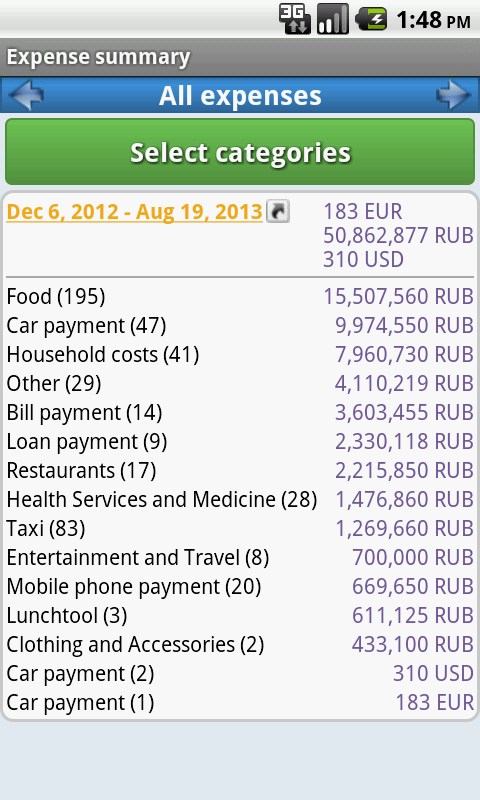 3G 1:48 PM
Expense summary
All expenses
Select categories
Dec 6, 2012 - Aug 19, 2013 183 EUR
50,862,877 RUB
310 USD
Food (195) 15,507,560 RUB
Car payment (47) 9,974,550 RUB
Household costs (41) 7,960,730 RUB
Other (29) 4,110,219 RUB
Bill payment (14) 3,603,455 RUB
Loan payment (9) 2,330,118 RUB
Restaurants (17) 2,215,850 RUB
Health Services and Medicine (28) 1,476,860 RUB
Taxi (83) 1,269,660 RUB
Entertainment and Travel (8) 700,000 RUB
Mobile phone payment (20) 669,650 RUB
Lunchtool (3) 611,125 RUB
Clothing and Accessories (2) 433,100 RUB
Car payment (2) 310 USD
Car payment (1) 183 EUR